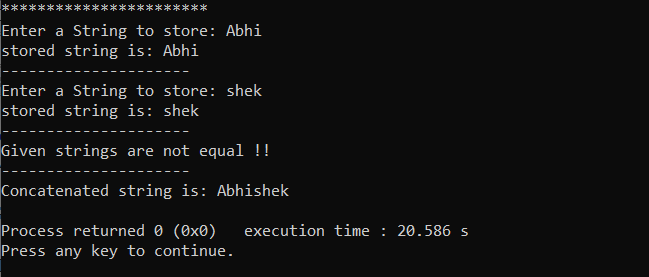 ***********************
Enter a String to store: Abhi
stored string is: Abhi
---------------------
Enter a String to store: shek
stored string is: shek
---------------------
Given strings are not equal !!
---------------------
Concatenated string is: Abhishek
Process returned 0 (0x0)   execution time : 20.586 s
Press any key to continue.